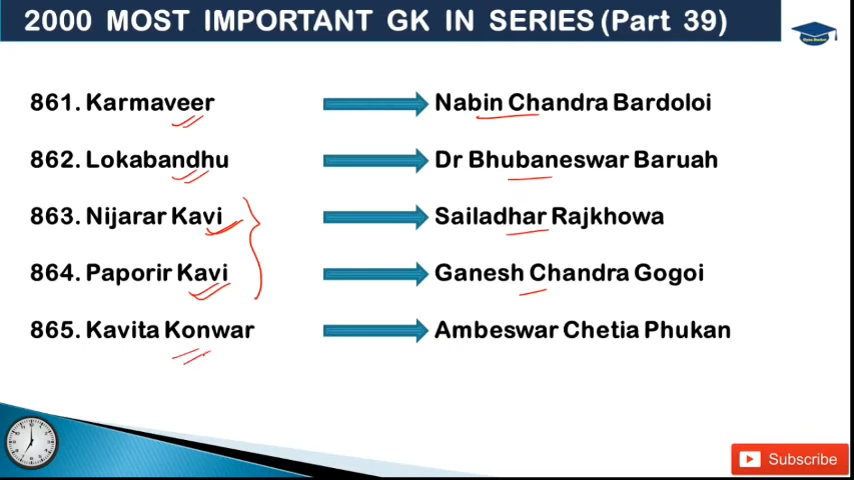 2000 MOST IMPORTANT GK IN SERIES (Part 39)
861. Karmaveer Nabin Chandra Bardoloi
862. Lokabandhu Dr Bhubaneswar Baruah
863. Nijarar Kavi Sailadhar Rajkhowa
864. Paporir Kavi Ganesh Chandra Gogoi
865. Kavita Konwar Ambeswar Chetia Phukan
Subscribe